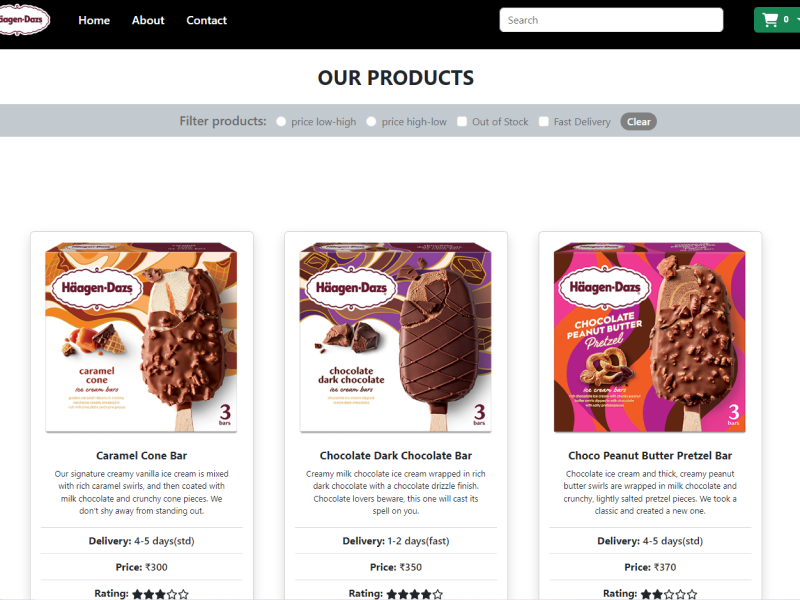 Häagen-Dazs
Home
About
Contact
Search
0
OUR PRODUCTS
Filter products:
price low-high
price high-low
Out of Stock
Fast Delivery
Clear
Häagen-Dazs
caramel
cone
ice cream bars
3
bars
Häagen-Dazs
chocolate
dark chocolate
ice cream bars
3
bars
Häagen-Dazs
CHOCOLATE
PEANUT BUTTER
Pretzel
ice cream bars
3
bars
Caramel Cone Bar
Our signature creamy vanilla ice cream is mixed
with rich caramel swirls, and then coated with
milk chocolate and crunchy cone pieces. We
don't shy away from standing out.
Delivery: 4-5 days(std)
Price: ₹300
Rating:
Chocolate Dark Chocolate Bar
Creamy milk chocolate ice cream wrapped in rich
dark chocolate with a chocolate drizzle finish.
Chocolate lovers beware, this one will cast its
spell on you.
Delivery: 1-2 days(fast)
Price: ₹350
Rating:
Choco Peanut Butter Pretzel Bar
Chocolate ice cream and thick, creamy peanut
butter swirls are wrapped in milk chocolate and
crunchy, lightly salted pretzel pieces. We took a
classic and created a new one.
Delivery: 4-5 days(std)
Price: ₹370
Rating: